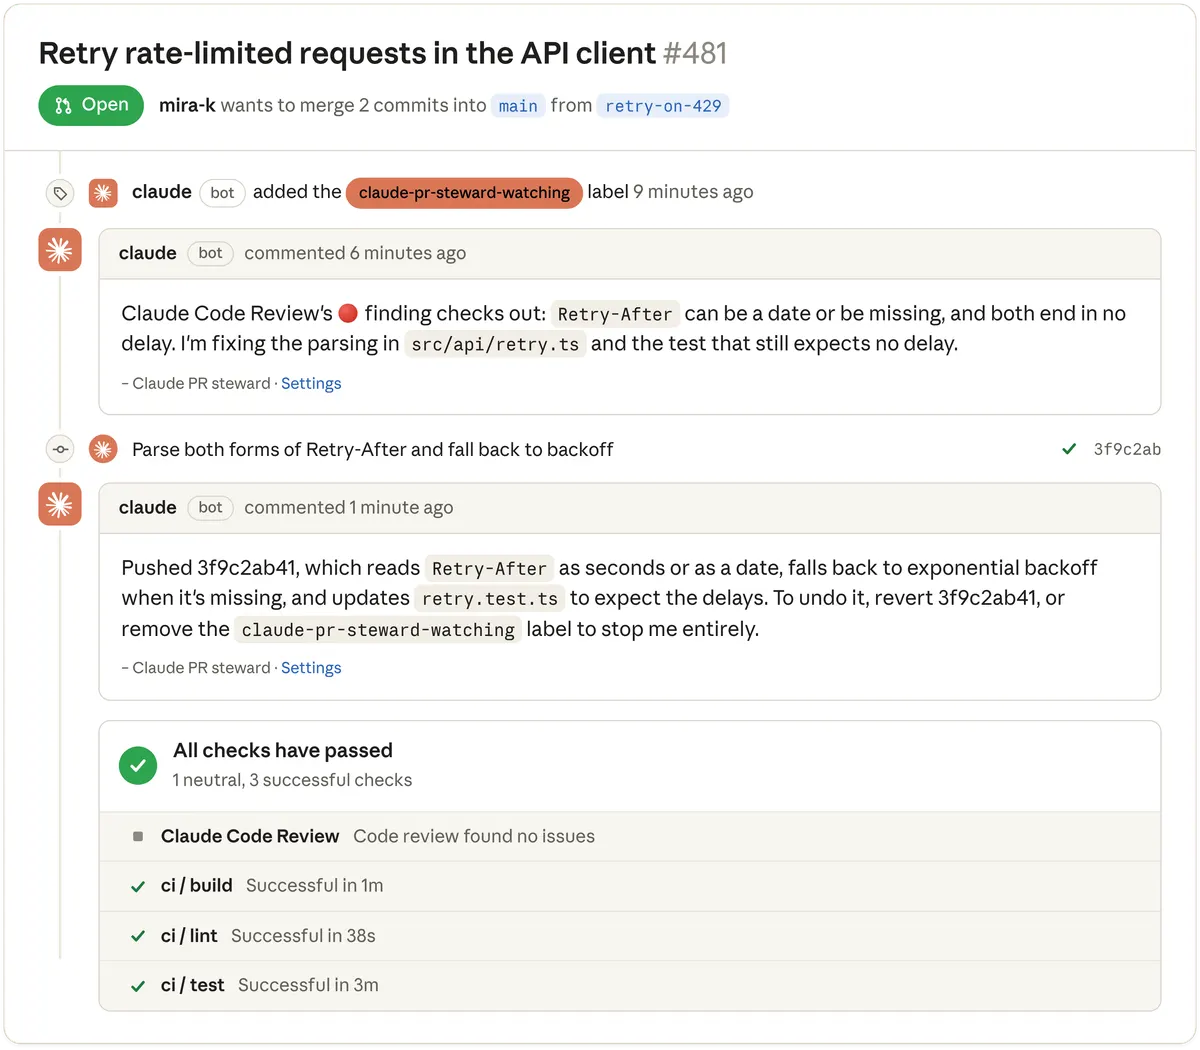 Retry rate-limited requests in the API client #481
Open mira-k wants to merge 2 commits into main from retry-on-429
claude bot added the claude-pr-steward-watching label 9 minutes ago
claude bot commented 6 minutes ago
Claude Code Review's 🔴 finding checks out: Retry-After can be a date or be missing, and both end in no
delay. I'm fixing the parsing in src/api/retry.ts and the test that still expects no delay.
– Claude PR steward · Settings
Parse both forms of Retry-After and fall back to backoff 3f9c2ab
claude bot commented 1 minute ago
Pushed 3f9c2ab41, which reads Retry-After as seconds or as a date, falls back to exponential backoff
when it's missing, and updates retry.test.ts to expect the delays. To undo it, revert 3f9c2ab41, or
remove the claude-pr-steward-watching label to stop me entirely.
– Claude PR steward · Settings
All checks have passed
1 neutral, 3 successful checks
Claude Code Review Code review found no issues
ci / build Successful in 1m
ci / lint Successful in 38s
ci / test Successful in 3m